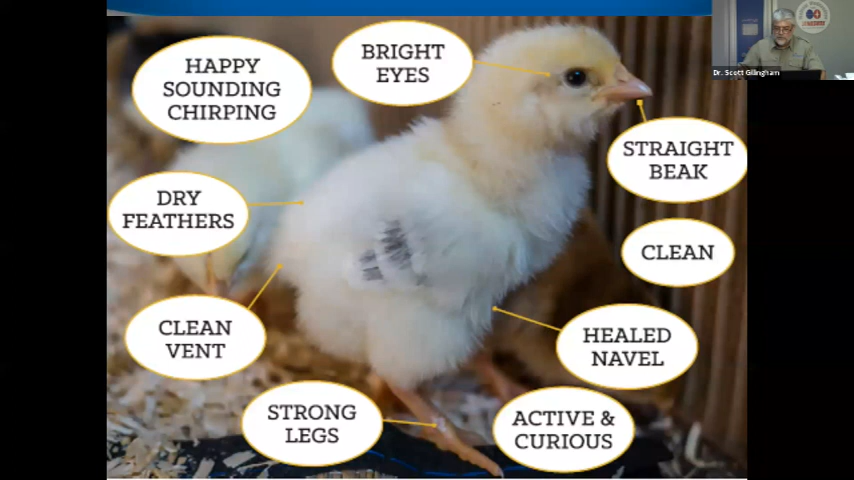 HAPPY
SOUNDING
CHIRPING
BRIGHT
EYES
STRAIGHT
BEAK
DRY
FEATHERS
CLEAN
CLEAN
VENT
HEALED
NAVEL
STRONG
LEGS
ACTIVE &
CURIOUS
Dr. Scott Gillingham